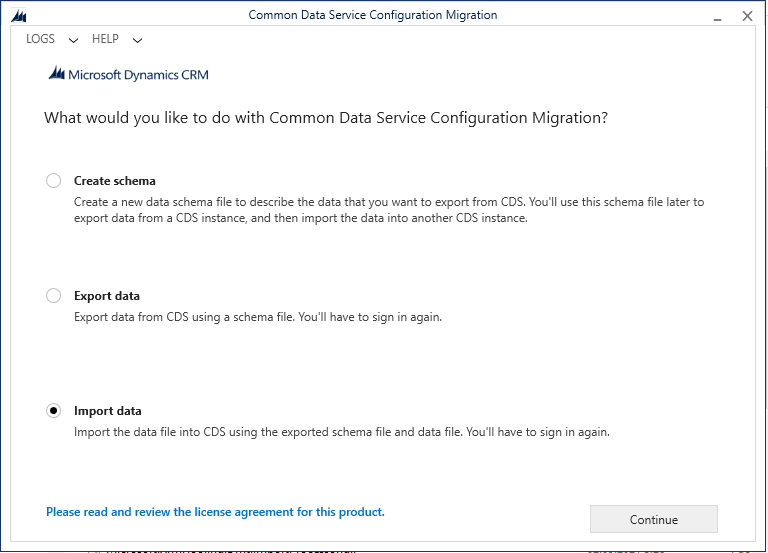 Common Data Service Configuration Migration
LOGS HELP
Microsoft Dynamics CRM
What would you like to do with Common Data Service Configuration Migration?
Create schema
Create a new data schema file to describe the data that you want to export from CDS. You'll use this schema file later to
export data from a CDS instance, and then import the data into another CDS instance.
Export data
Export data from CDS using a schema file. You'll have to sign in again.
Import data
Import the data file into CDS using the exported schema file and data file. You'll have to sign in again.
Please read and review the license agreement for this product.
Continue